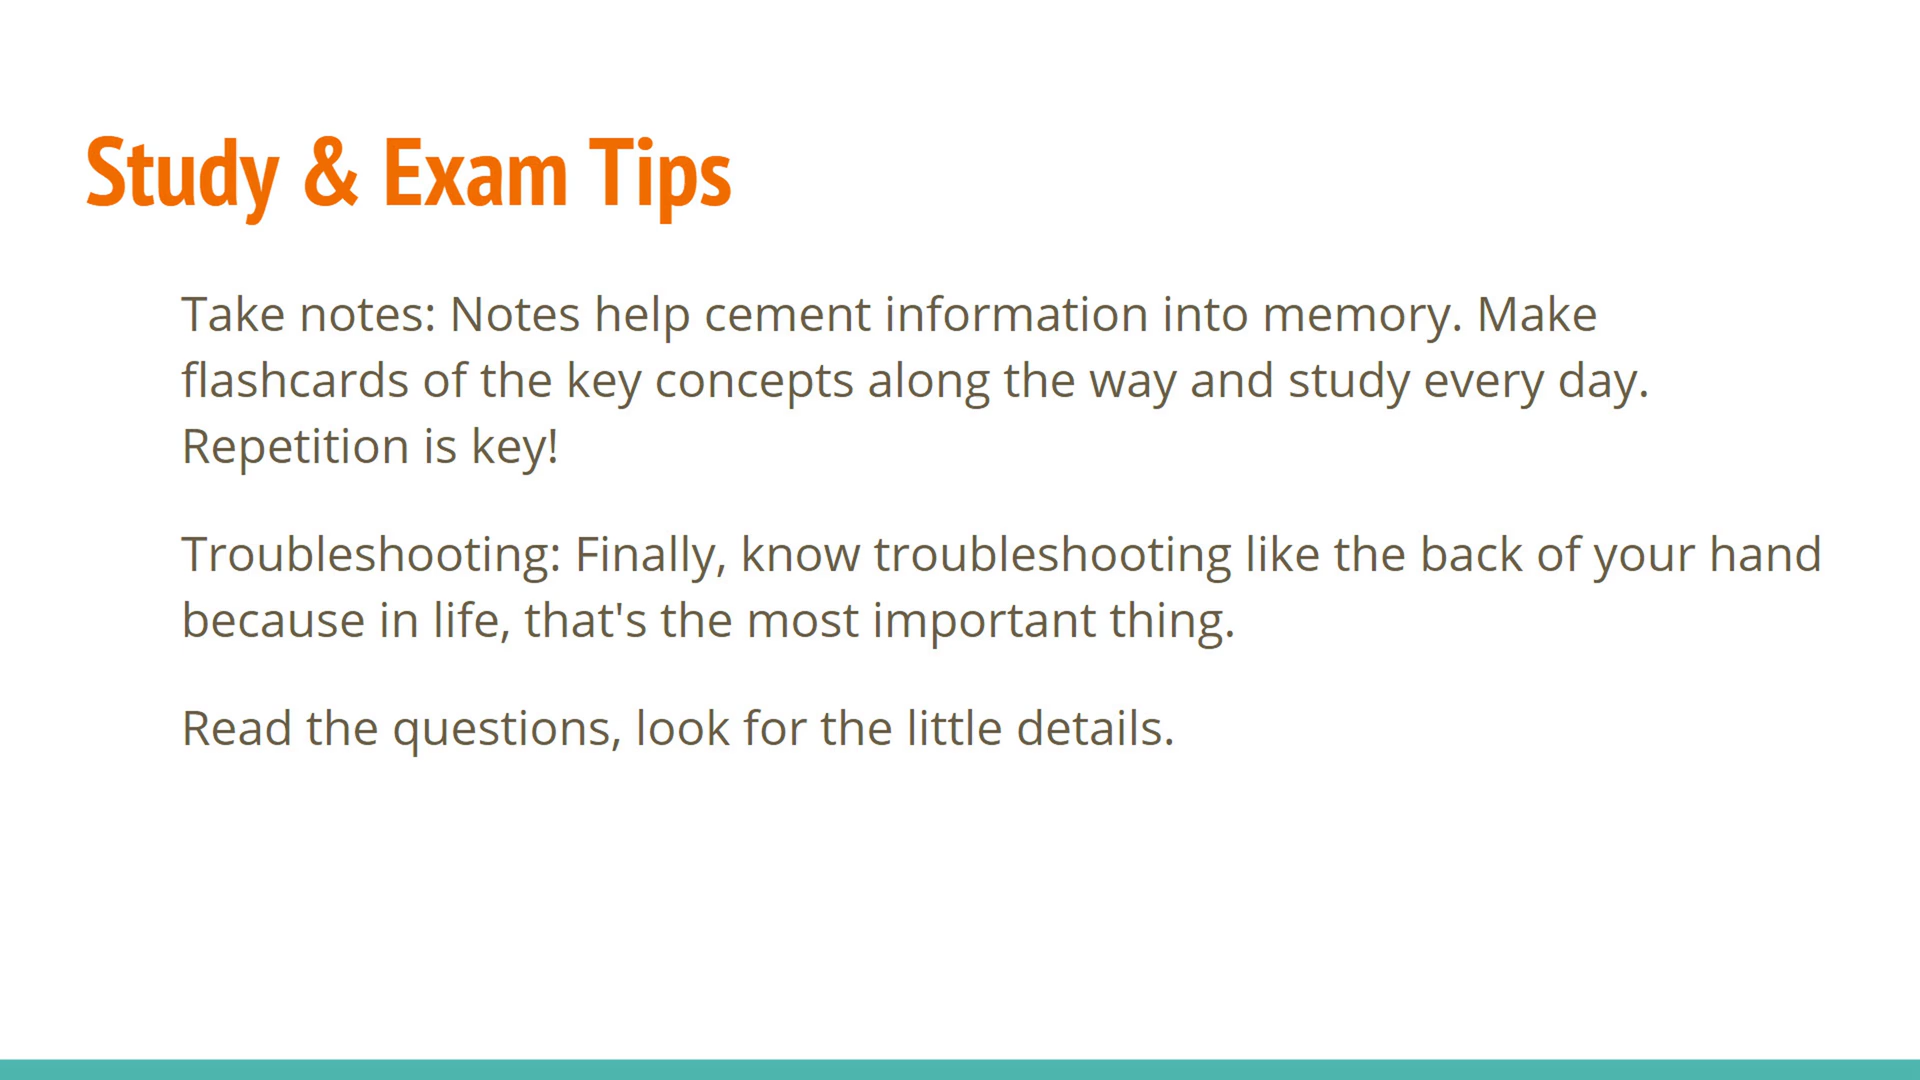 Study & Exam Tips
Take notes: Notes help cement information into memory. Make
flashcards of the key concepts along the way and study every day.
Repetition is key!
Troubleshooting: Finally, know troubleshooting like the back of your hand
because in life, that's the most important thing.
Read the questions, look for the little details.